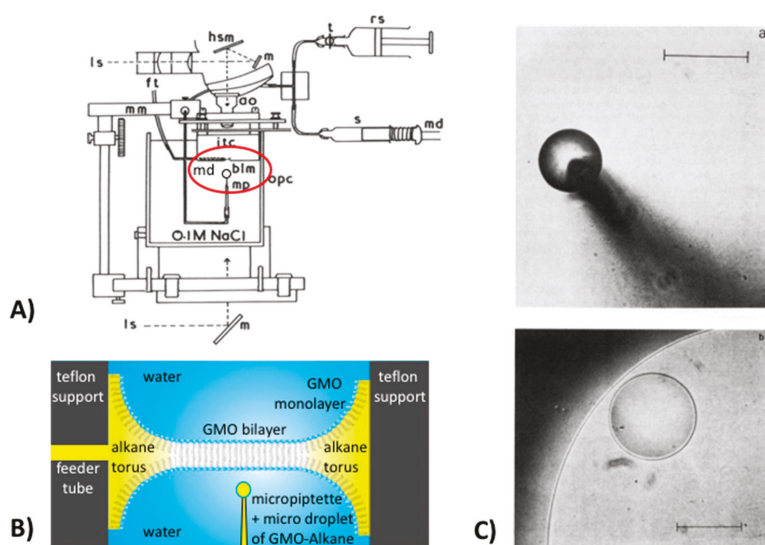 hsm
ls
m
ft
mm
ao
t
rs
s
md
itc
md
blm
mp
opc
0·1M NaCl
ls
m
A)
teflon
support
water
GMO
monolayer
teflon
support
GMO bilayer
alkane
torus
alkane
torus
feeder
tube
water
micropiptette
+ micro droplet
of GMO-Alkane
B)
a
b
C)